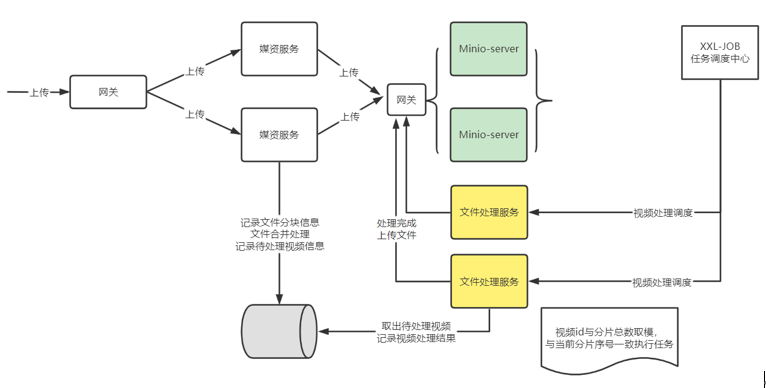 上传
网关
上传
上传
媒资服务
媒资服务
上传
上传
网关
Minio-server
Minio-server
XXL-JOB
任务调度中心
记录文件分块信息
文件合并处理
记录待处理视频信息
处理完成
上传文件
文件处理服务
视频处理调度
文件处理服务
视频处理调度
取出待处理视频
记录视频处理结果
视频id与分片总数取模，
与当前分片序号一致执行任务